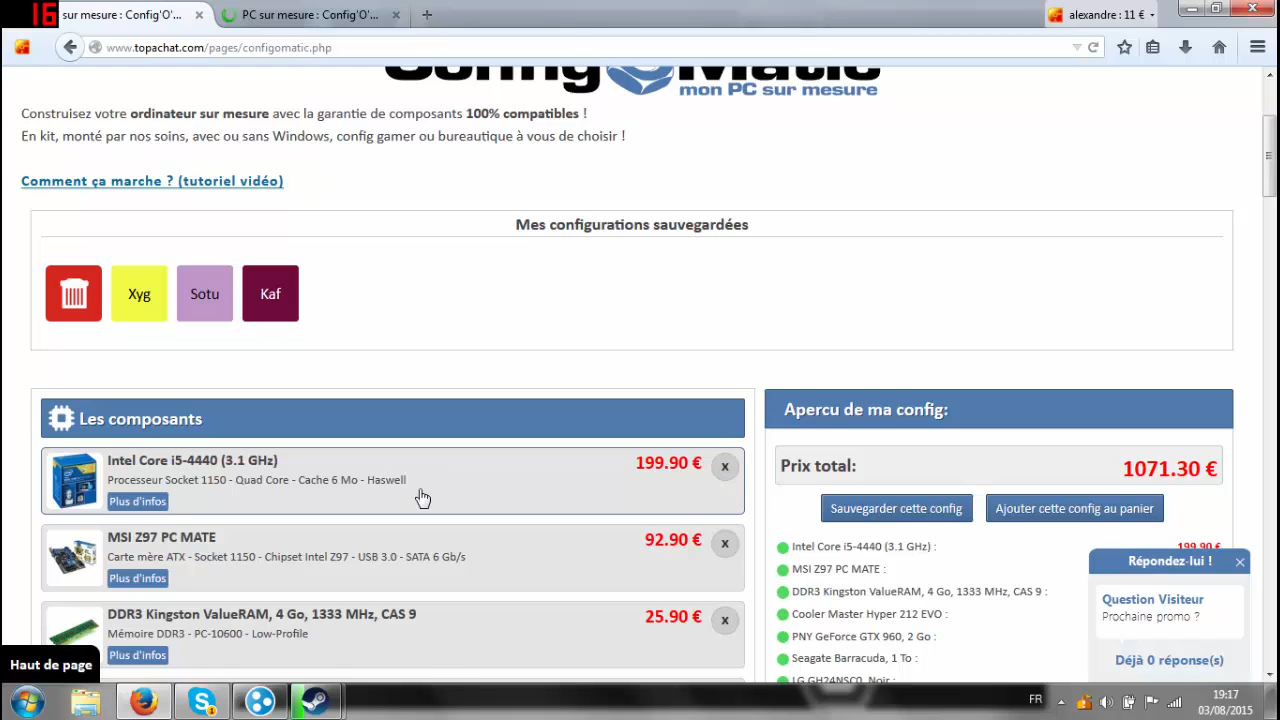 16
sur mesure : Config'O'...
PC sur mesure : Config'O'...
alexandre : 11 €
www.topachat.com/pages/configomatic.php
Config Matic
mon PC sur mesure
Construisez votre ordinateur sur mesure avec la garantie de composants 100% compatibles !
En kit, monté par nos soins, avec ou sans Windows, config gamer ou bureautique à vous de choisir !
Comment ça marche ? (tutoriel vidéo)
Mes configurations sauvegardées
Xyg
Sotu
Kaf
Les composants
Intel Core i5-4440 (3.1 GHz)
199.90 €
x
Processeur Socket 1150 - Quad Core - Cache 6 Mo - Haswell
Plus d'infos
MSI Z97 PC MATE
92.90 €
x
Carte mère ATX - Socket 1150 - Chipset Intel Z97 - USB 3.0 - SATA 6 Gb/s
Plus d'infos
DDR3 Kingston ValueRAM, 4 Go, 1333 MHz, CAS 9
25.90 €
x
Mémoire DDR3 - PC-10600 - Low-Profile
Plus d'infos
Apercu de ma config:
Prix total:
1071.30 €
Sauvegarder cette config
Ajouter cette config au panier
Intel Core i5-4440 (3.1 GHz) :
199.90 €
MSI Z97 PC MATE :
DDR3 Kingston ValueRAM, 4 Go, 1333 MHz, CAS 9 :
Cooler Master Hyper 212 EVO :
PNY GeForce GTX 960, 2 Go :
Seagate Barracuda, 1 To :
LG GH24NSC0, Noir :
Répondez-lui !
Question Visiteur
Prochaine promo ?
Déjà 0 réponse(s)
Haut de page
FR
19:17
03/08/2015